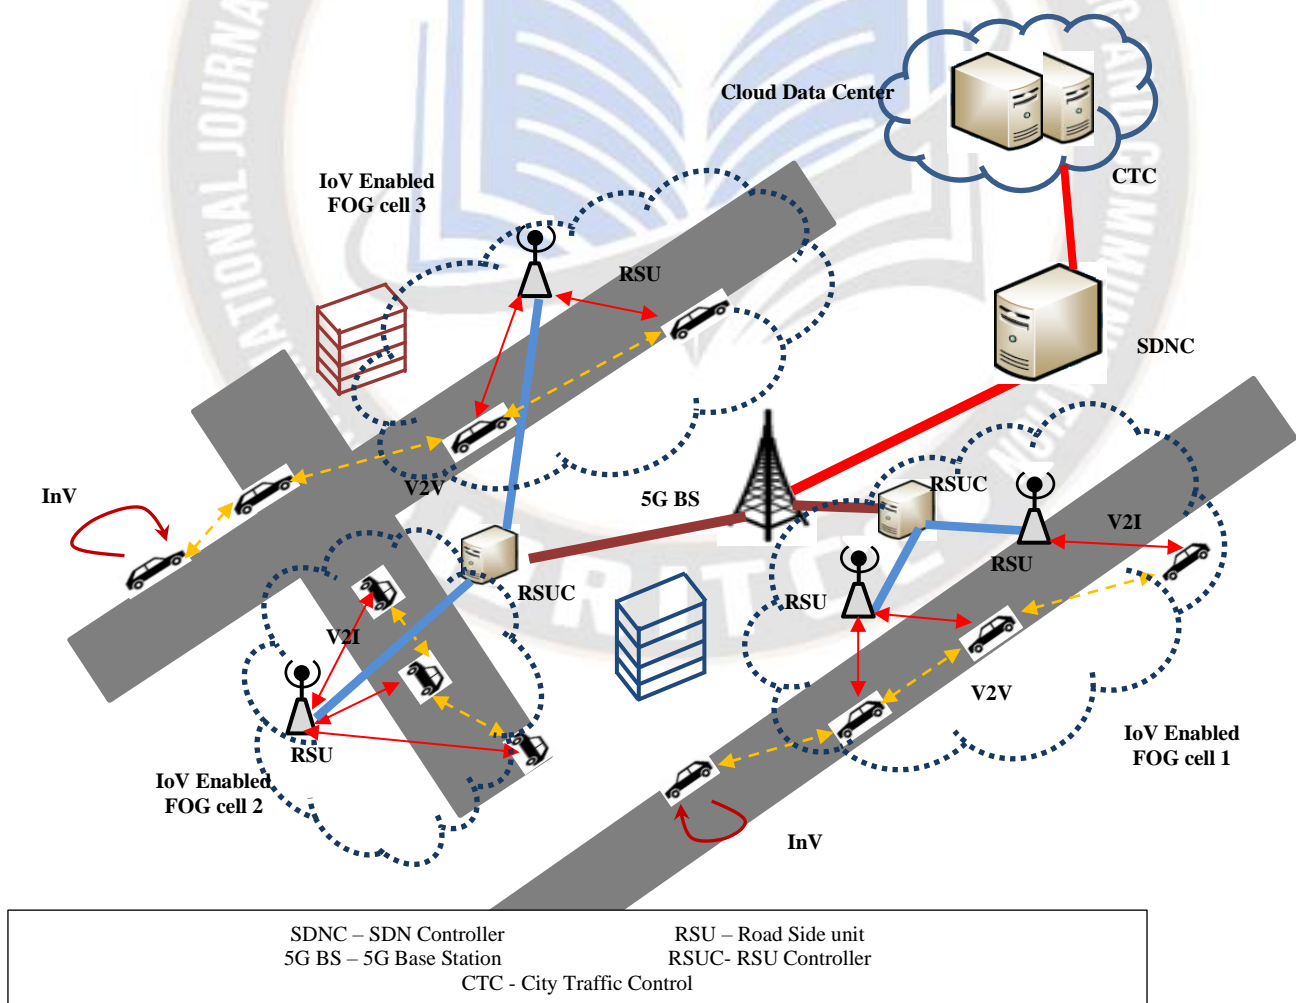 Cloud Data Center
CTC
IoV Enabled
FOG cell 3
RSU
SDNC
InV
V2V
5G BS
RSUC
RSU
V2I
RSUC
RSU
V2I
RSU
V2V
IoV Enabled
FOG cell 2
IoV Enabled
FOG cell 1
InV
SDNC – SDN Controller RSU – Road Side unit
5G BS – 5G Base Station RSUC- RSU Controller
CTC - City Traffic Control